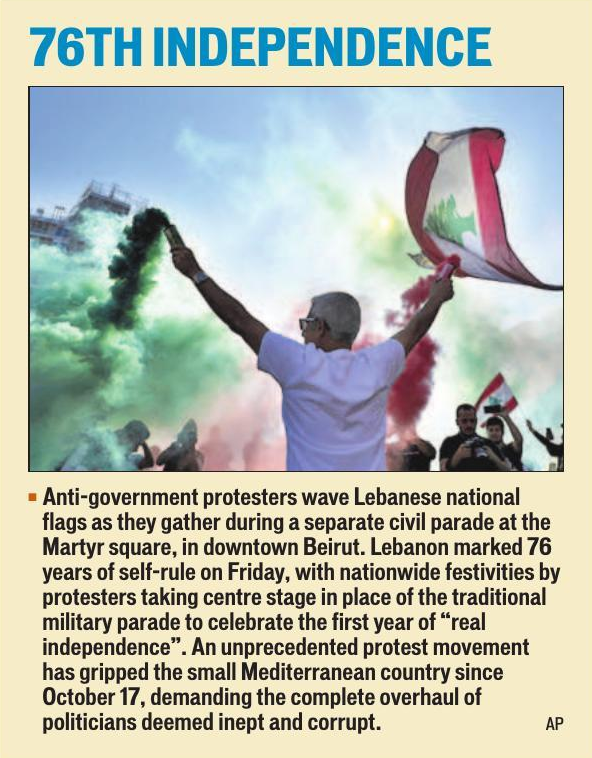 76TH INDEPENDENCE
▪ Anti-government protesters wave Lebanese national
flags as they gather during a separate civil parade at the
Martyr square, in downtown Beirut. Lebanon marked 76
years of self-rule on Friday, with nationwide festivities by
protesters taking centre stage in place of the traditional
military parade to celebrate the first year of “real
independence”. An unprecedented protest movement
has gripped the small Mediterranean country since
October 17, demanding the complete overhaul of
politicians deemed inept and corrupt.
AP